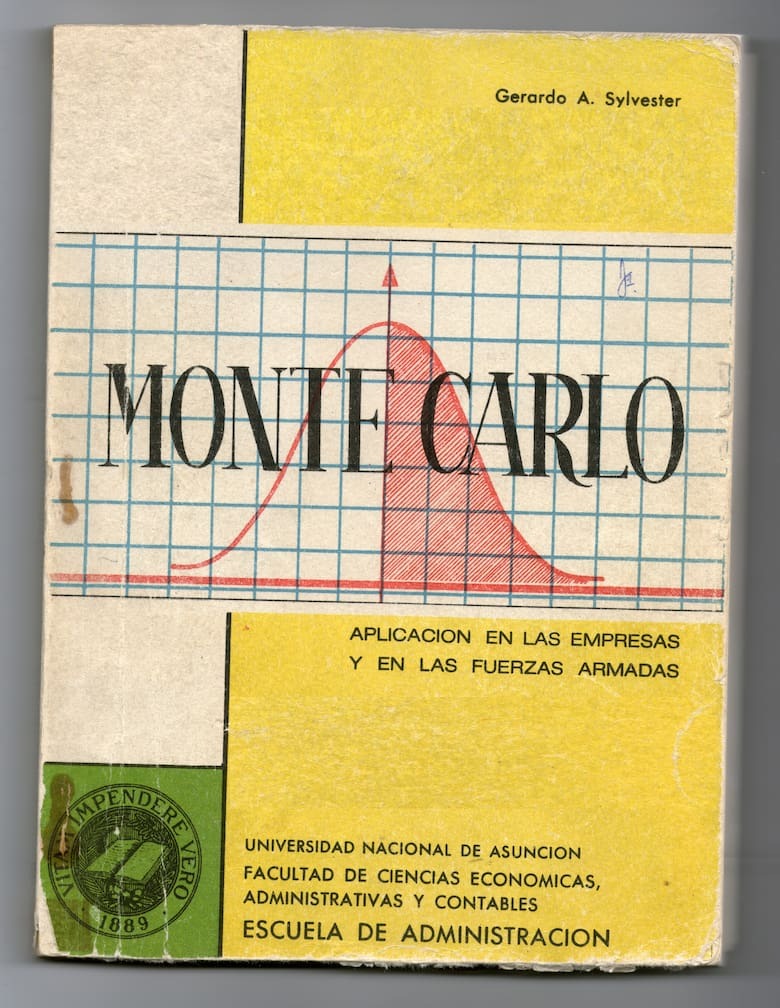 Gerardo A. Sylvester
MONTE CARLO
APLICACION EN LAS EMPRESAS
Y EN LAS FUERZAS ARMADAS
UNIVERSIDAD NACIONAL DE ASUNCION
FACULTAD DE CIENCIAS ECONOMICAS,
ADMINISTRATIVAS Y CONTABLES
ESCUELA DE ADMINISTRACION
VITAM IMPENDERE VERO
· 1889 ·